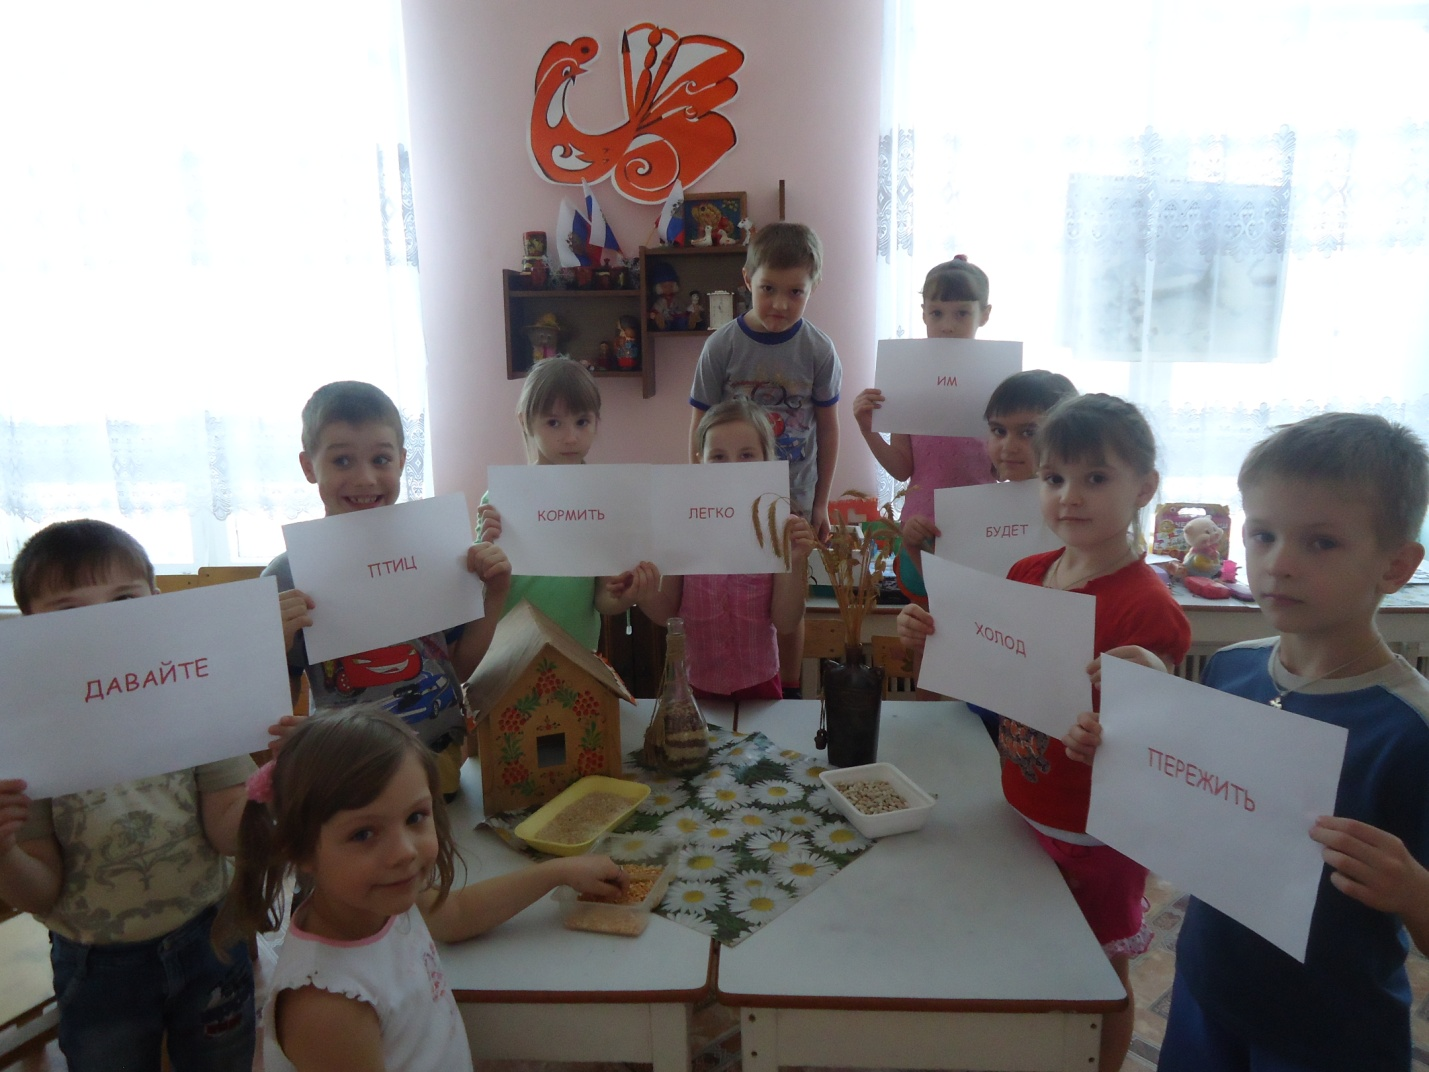 ДАВАЙТЕ
ПТИЦ
КОРМИТЬ
ЛЕГКО
ИМ
БУДЕТ
ХОЛОД
ПЕРЕЖИТЬ